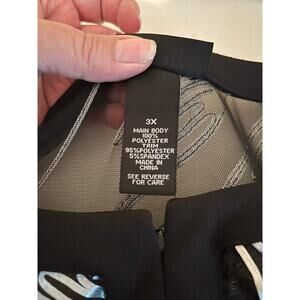 3X
MAIN BODY
100%
POLYESTER
TRIM
95%POLYESTER
5%SPANDEX
MADE IN
CHINA
SEE REVERSE
FOR CARE